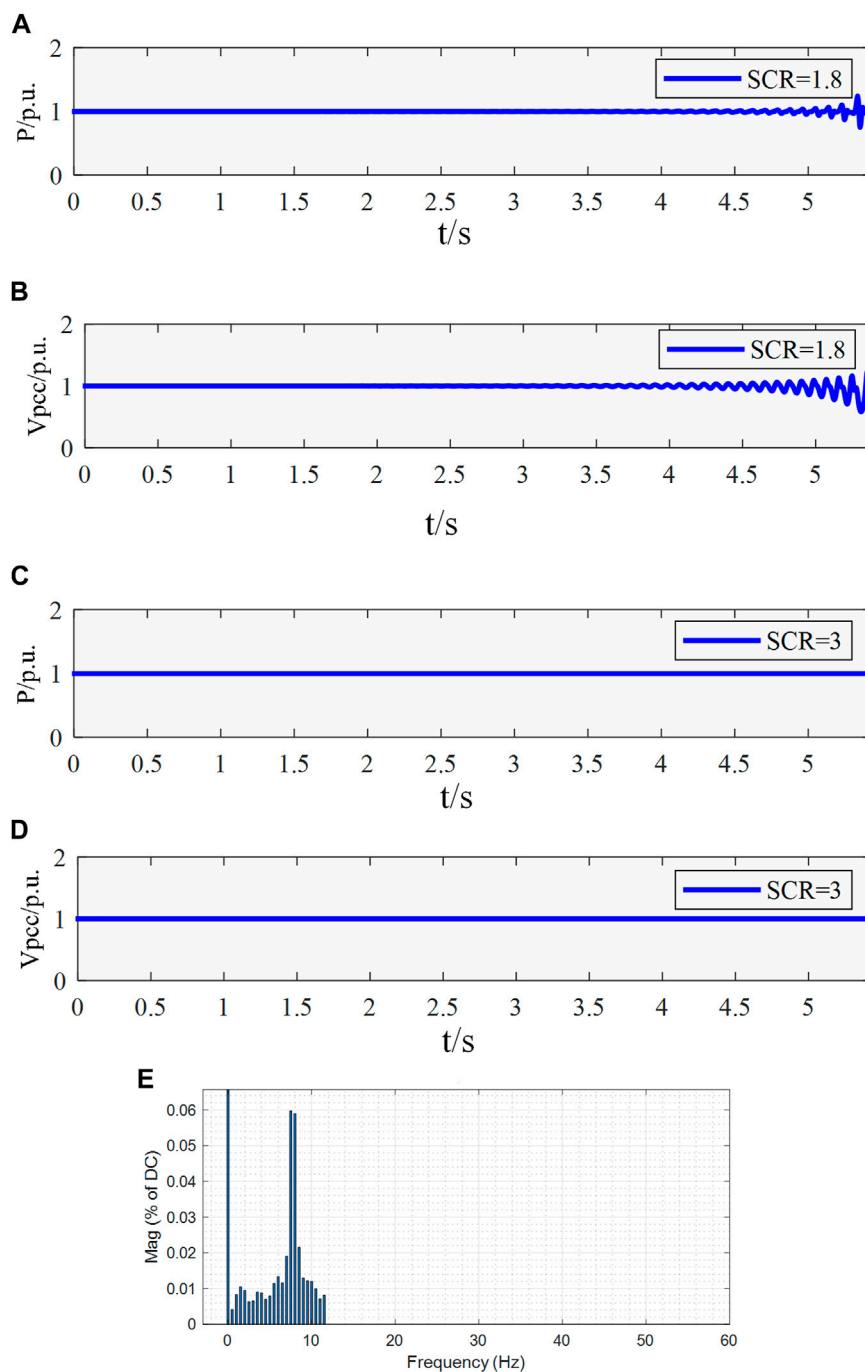 A
P/p.u.
2
1
0
SCR=1.8
0 0.5 1 1.5 2 2.5 3 3.5 4 4.5 5
t/s
B
Vpcc/p.u.
2
1
0
SCR=1.8
0 0.5 1 1.5 2 2.5 3 3.5 4 4.5 5
t/s
C
P/p.u.
2
1
0
SCR=3
0 0.5 1 1.5 2 2.5 3 3.5 4 4.5 5
t/s
D
Vpcc/p.u.
2
1
0
SCR=3
0 0.5 1 1.5 2 2.5 3 3.5 4 4.5 5
t/s
E
Mag (% of DC)
0.06
0.05
0.04
0.03
0.02
0.01
0
0 10 20 30 40 50 60
Frequency (Hz)